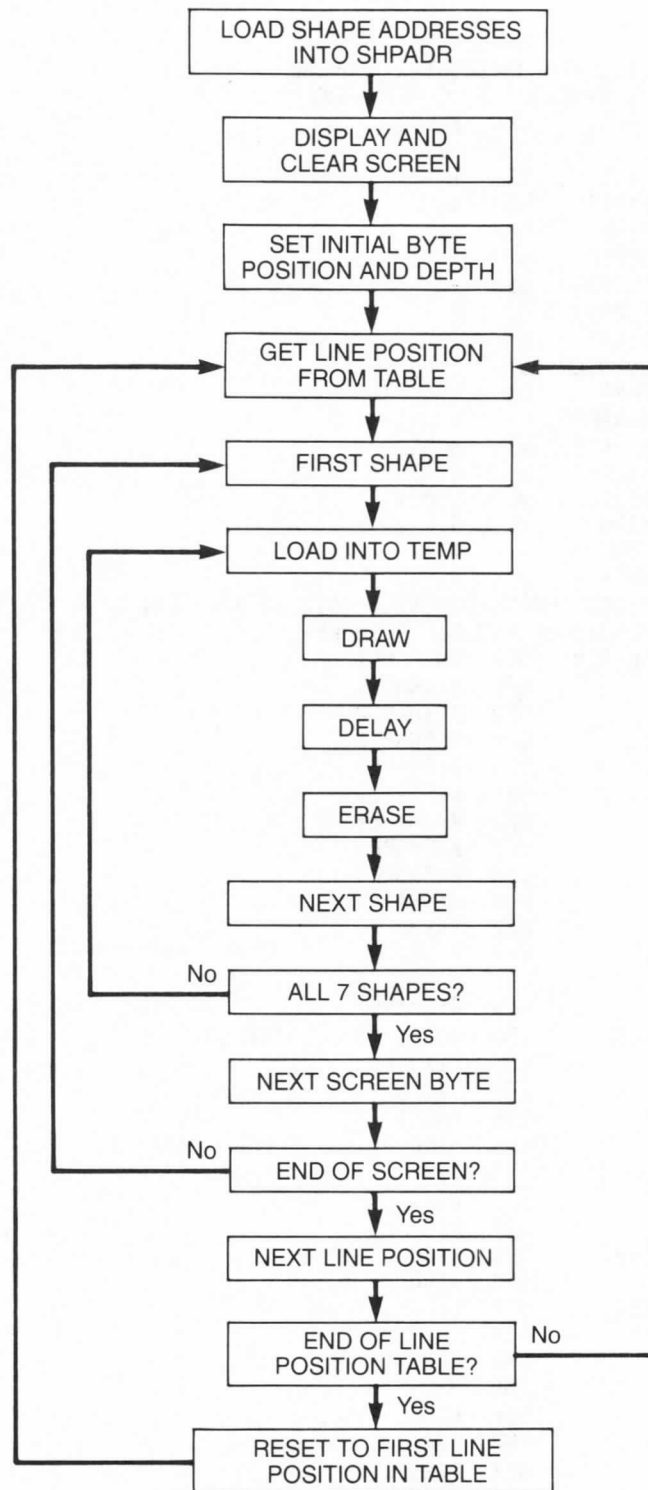 LOAD SHAPE ADDRESSES
INTO SHPADR
DISPLAY AND
CLEAR SCREEN
SET INITIAL BYTE
POSITION AND DEPTH
GET LINE POSITION
FROM TABLE
FIRST SHAPE
LOAD INTO TEMP
DRAW
DELAY
ERASE
NEXT SHAPE
No
ALL 7 SHAPES?
Yes
NEXT SCREEN BYTE
No
END OF SCREEN?
Yes
NEXT LINE POSITION
END OF LINE
POSITION TABLE?
No
Yes
RESET TO FIRST LINE
POSITION IN TABLE